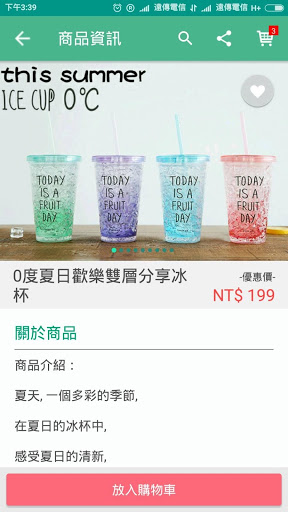 下午3:39
遠傳電信
遠傳電信 H+
商品資訊
3
this summer
ICE CUP 0℃
TODAY IS A FRUIT DAY
TODAY IS A FRUIT DAY
TODAY IS A FRUIT DAY
TODAY IS A FRUIT DAY
0度夏日歡樂雙層分享冰杯
-優惠價-
NT$ 199
關於商品
商品介紹：
夏天, 一個多彩的季節,
在夏日的冰杯中,
感受夏日的清新,
放入購物車